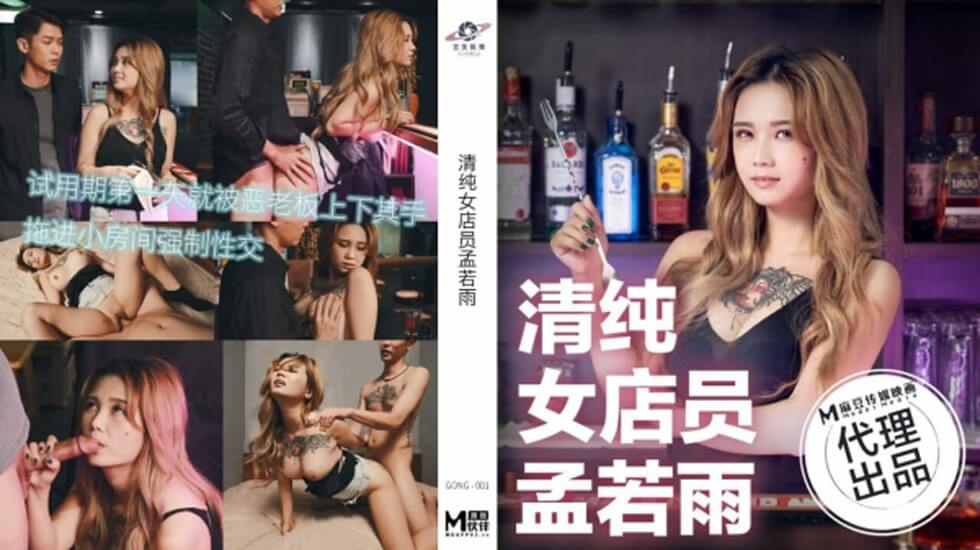 试用期第一天就被恶老板上下其手
拖进小房间强制性交
清纯女店员孟若雨
GONG-001
清纯
女店员
孟若雨
麻豆传媒映画
代理
出品